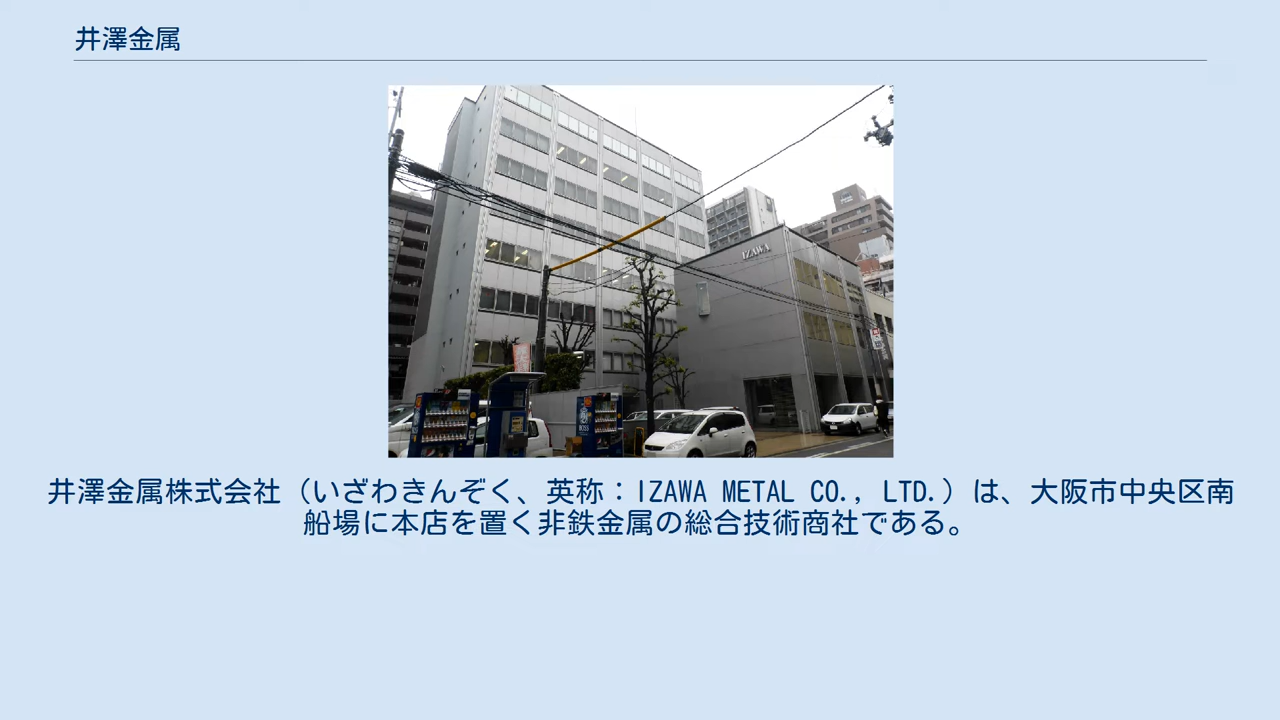 井澤金属
IZAWA
BOSS
井澤金属株式会社（いざわきんぞく、英称：IZAWA METAL CO., LTD.）は、大阪市中央区南
船場に本店を置く非鉄金属の総合技術商社である。